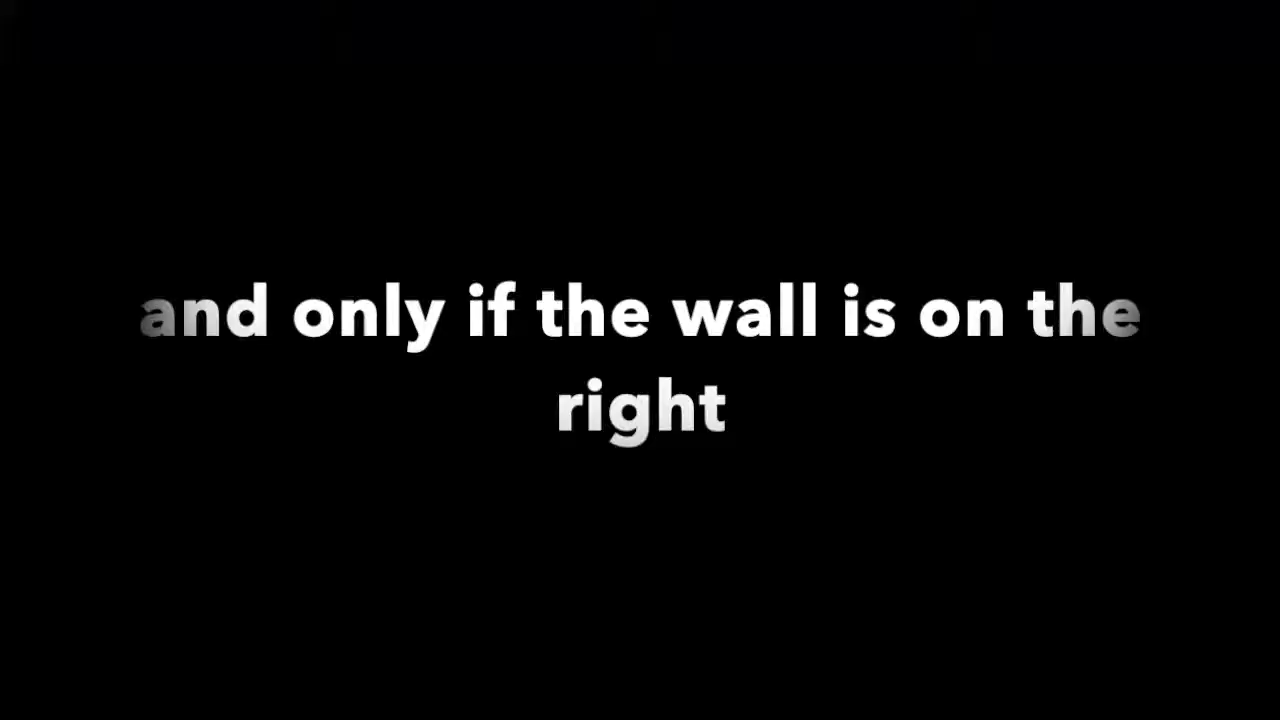 and only if the wall is on the
right